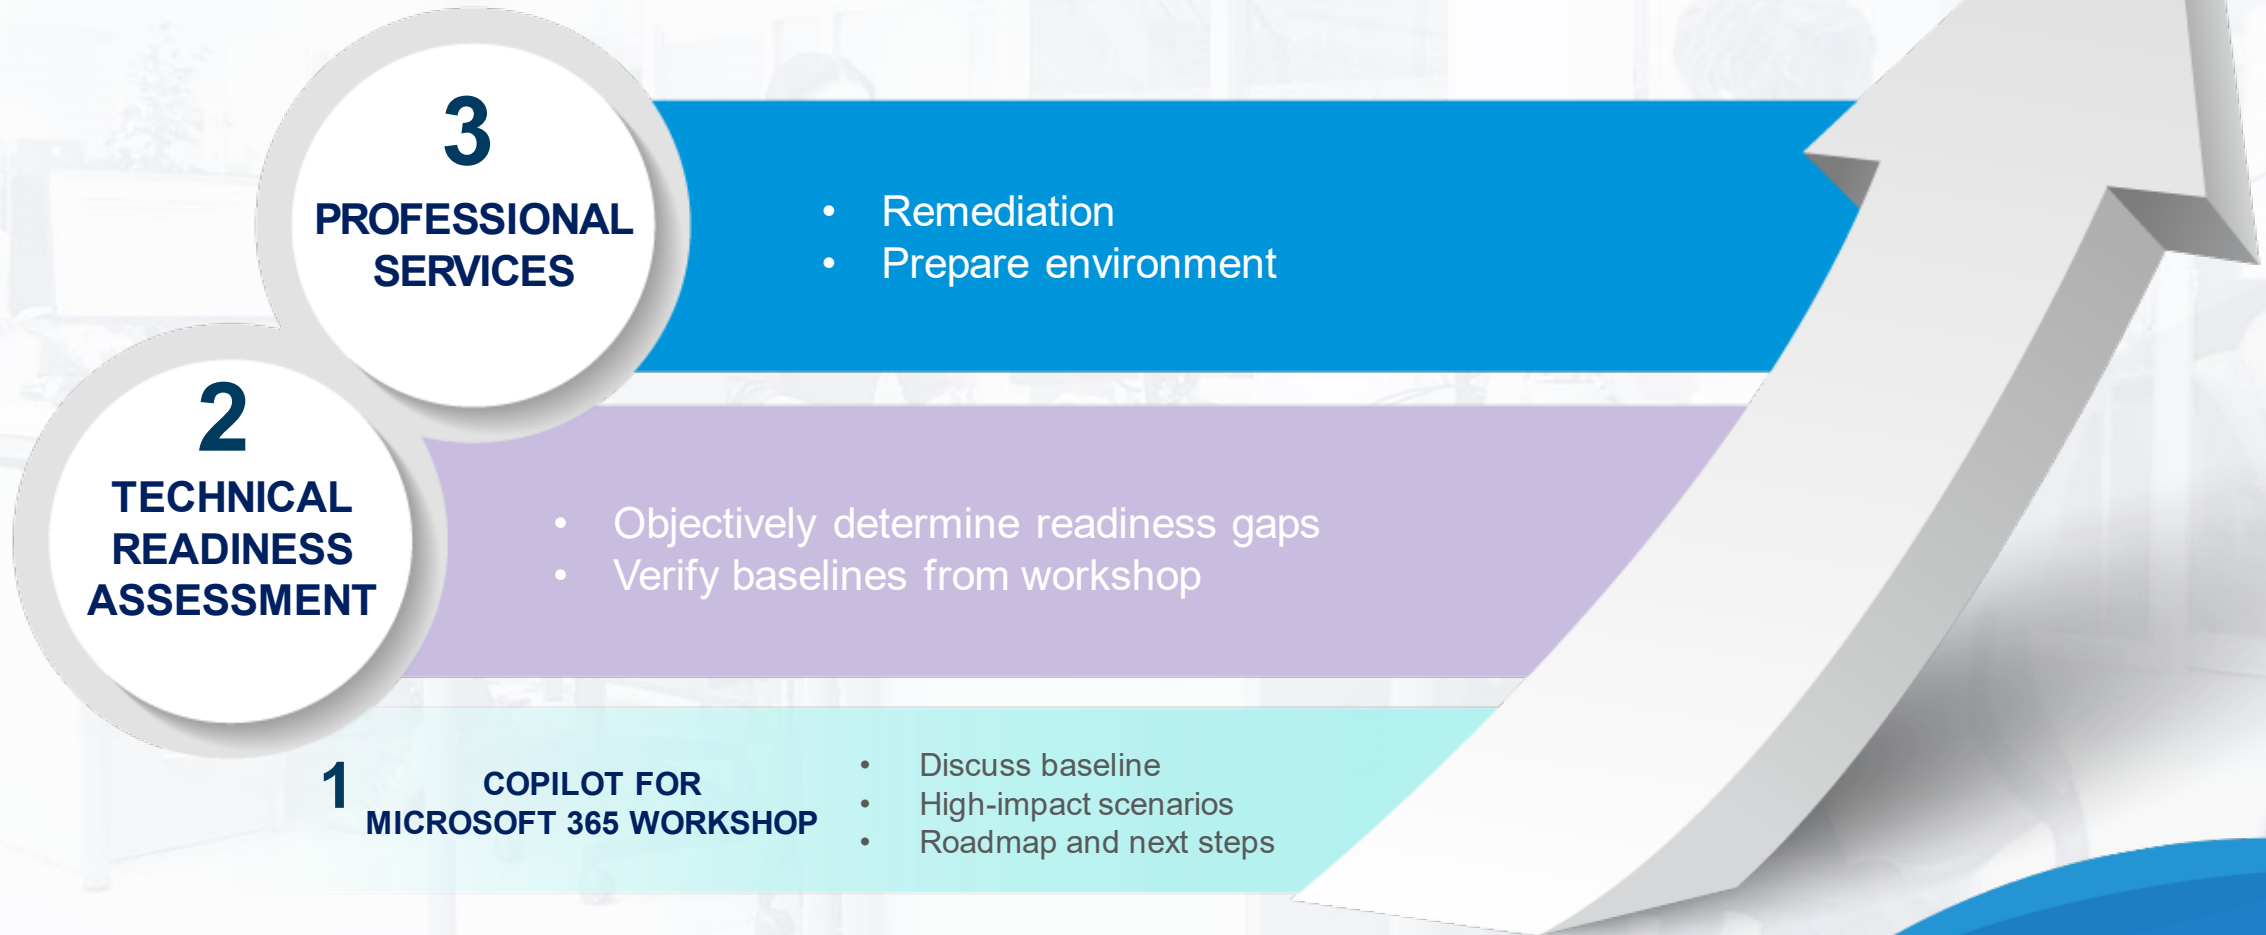 3
PROFESSIONAL
SERVICES
• Remediation
• Prepare environment
2
TECHNICAL
READINESS
ASSESSMENT
• Objectively determine readiness gaps
• Verify baselines from workshop
1
COPILOT FOR
MICROSOFT 365 WORKSHOP
• Discuss baseline
• High-impact scenarios
• Roadmap and next steps